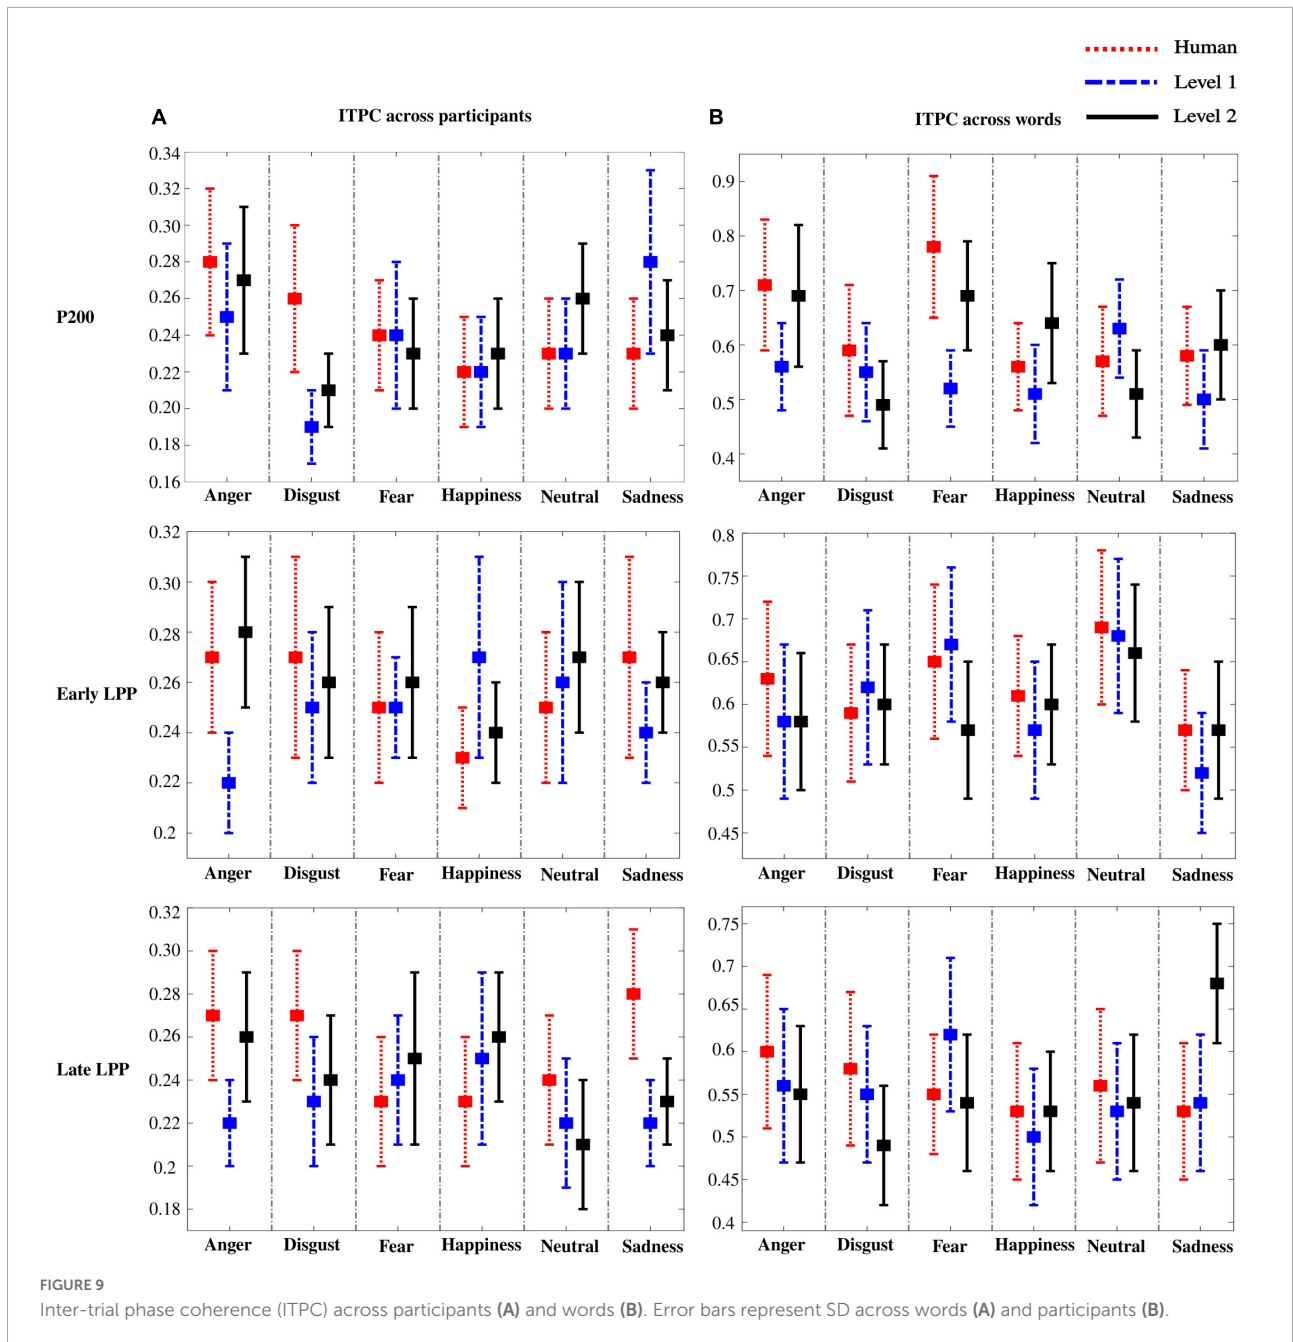 Human
Level 1
Level 2
A
ITPC across participants
B
ITPC across words
P200
0.34
0.32
0.30
0.28
0.26
0.24
0.22
0.20
0.18
0.16
Anger Disgust Fear Happiness Neutral Sadness
0.9
0.8
0.7
0.6
0.5
0.4
Anger Disgust Fear Happiness Neutral Sadness
Early LPP
0.32
0.30
0.28
0.26
0.24
0.22
0.2
Anger Disgust Fear Happiness Neutral Sadness
0.8
0.75
0.7
0.65
0.6
0.55
0.5
0.45
Anger Disgust Fear Happiness Neutral Sadness
Late LPP
0.32
0.30
0.28
0.26
0.24
0.22
0.2
0.18
Anger Disgust Fear Happiness Neutral Sadness
0.75
0.7
0.65
0.6
0.55
0.5
0.45
0.4
Anger Disgust Fear Happiness Neutral Sadness
FIGURE 9
Inter-trial phase coherence (ITPC) across participants (A) and words (B). Error bars represent SD across words (A) and participants (B).